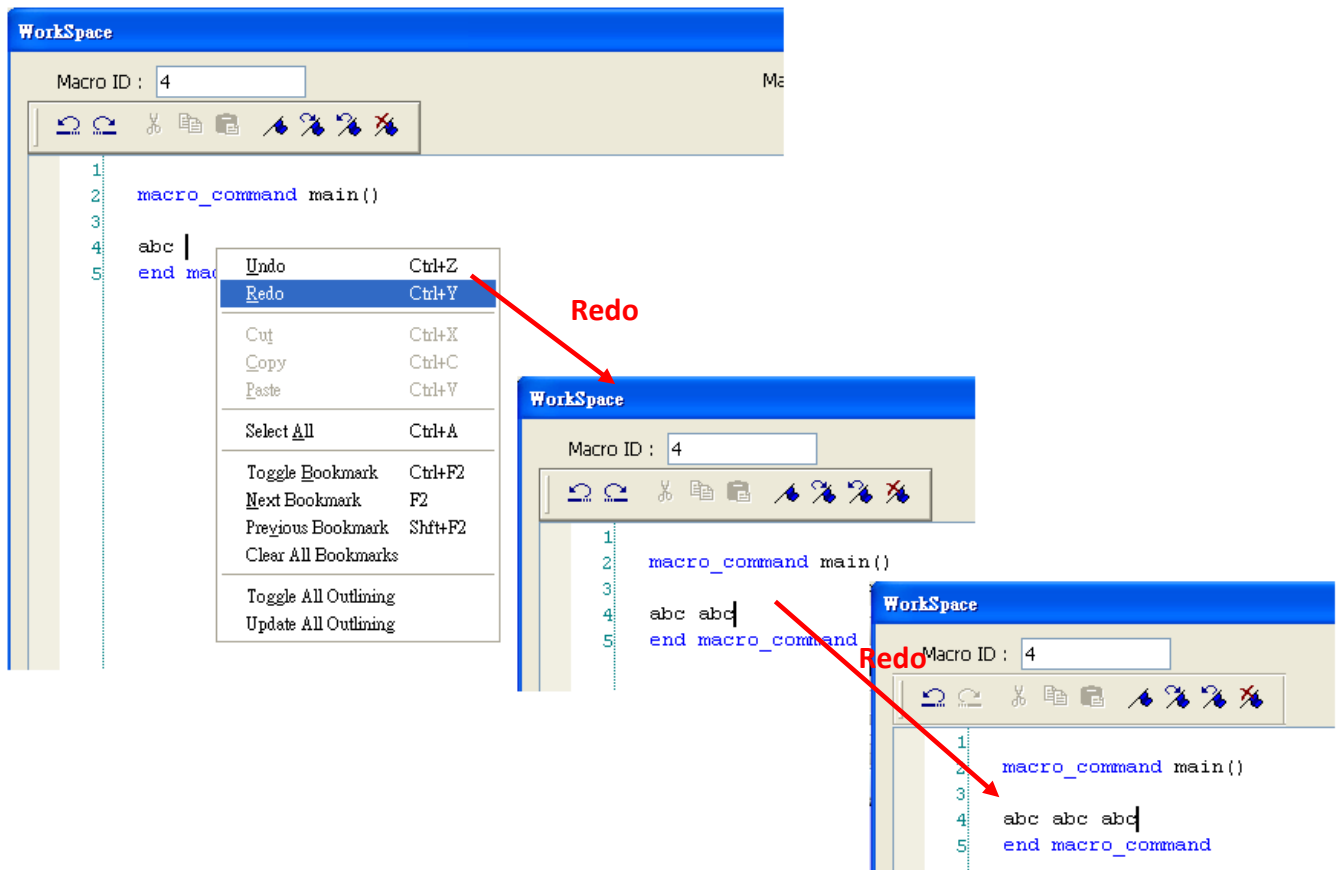 WorkSpace
Macro ID : 4
Ma
1
2 macro_command main()
3
4 abc
5 end mac
Undo Ctrl+Z
Redo Ctrl+Y
Cut Ctrl+X
Copy Ctrl+C
Paste Ctrl+V
Select All Ctrl+A
Toggle Bookmark Ctrl+F2
Next Bookmark F2
Previous Bookmark Shft+F2
Clear All Bookmarks
Toggle All Outlining
Update All Outlining
Redo
WorkSpace
Macro ID : 4
1
2 macro_command main()
3
4 abc abc
5 end macro_command
Redo
WorkSpace
Macro ID : 4
1
2 macro_command main()
3
4 abc abc abc
5 end macro_command